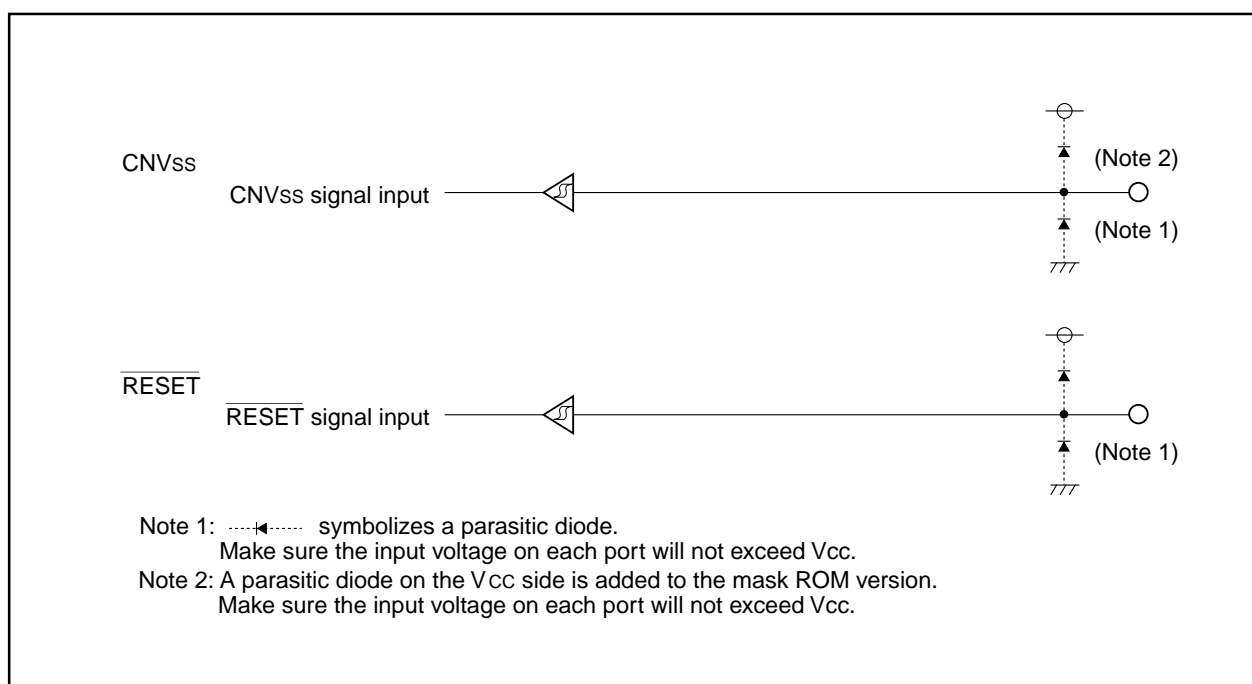 CNVss
CNVss signal input
(Note 2)
(Note 1)
RESET
RESET signal input
(Note 1)
Note 1: symbolizes a parasitic diode.
Make sure the input voltage on each port will not exceed Vcc.
Note 2: A parasitic diode on the VCC side is added to the mask ROM version.
Make sure the input voltage on each port will not exceed Vcc.